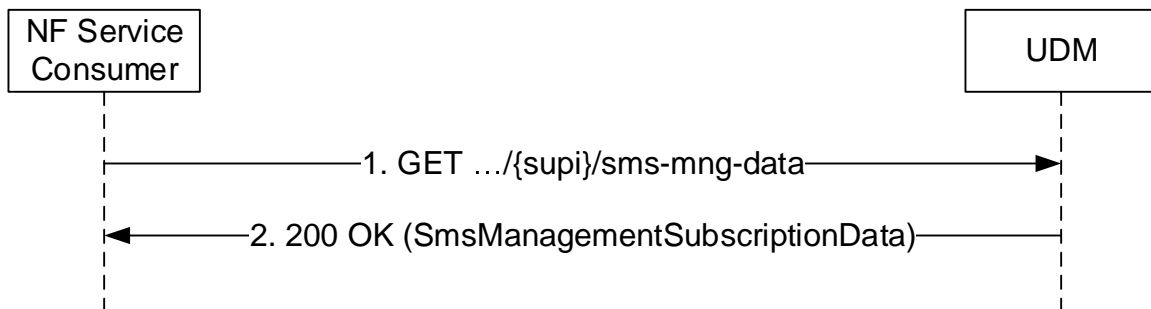 NF Service
Consumer
UDM
1. GET …/{supi}/sms-mng-data
2. 200 OK (SmsManagementSubscriptionData)